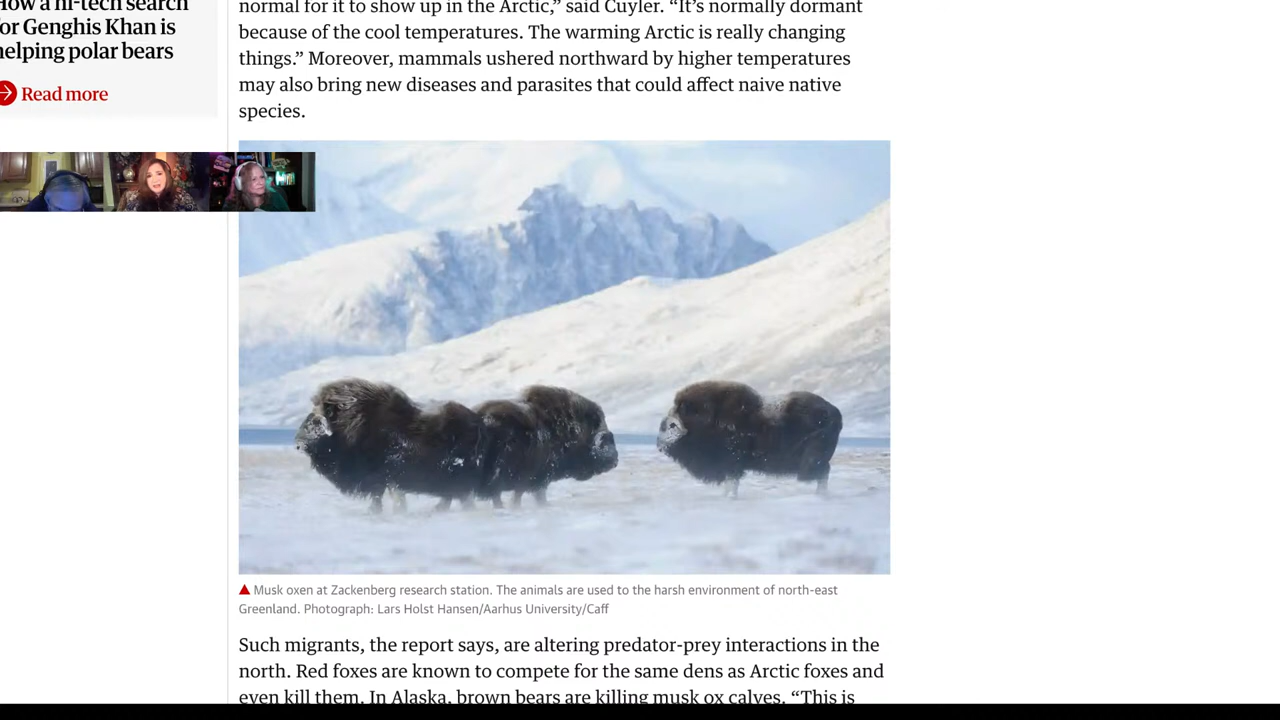 How a hi-tech search
for Genghis Khan is
helping polar bears
Read more
normal for it to show up in the Arctic,” said Cuyler. “It’s normally dormant
because of the cool temperatures. The warming Arctic is really changing
things.” Moreover, mammals ushered northward by higher temperatures
may also bring new diseases and parasites that could affect naive native
species.
Musk oxen at Zackenberg research station. The animals are used to the harsh environment of north-east
Greenland. Photograph: Lars Holst Hansen/Aarhus University/Caff
Such migrants, the report says, are altering predator-prey interactions in the
north. Red foxes are known to compete for the same dens as Arctic foxes and
even kill them. In Alaska, brown bears are killing musk ox calves. “This is